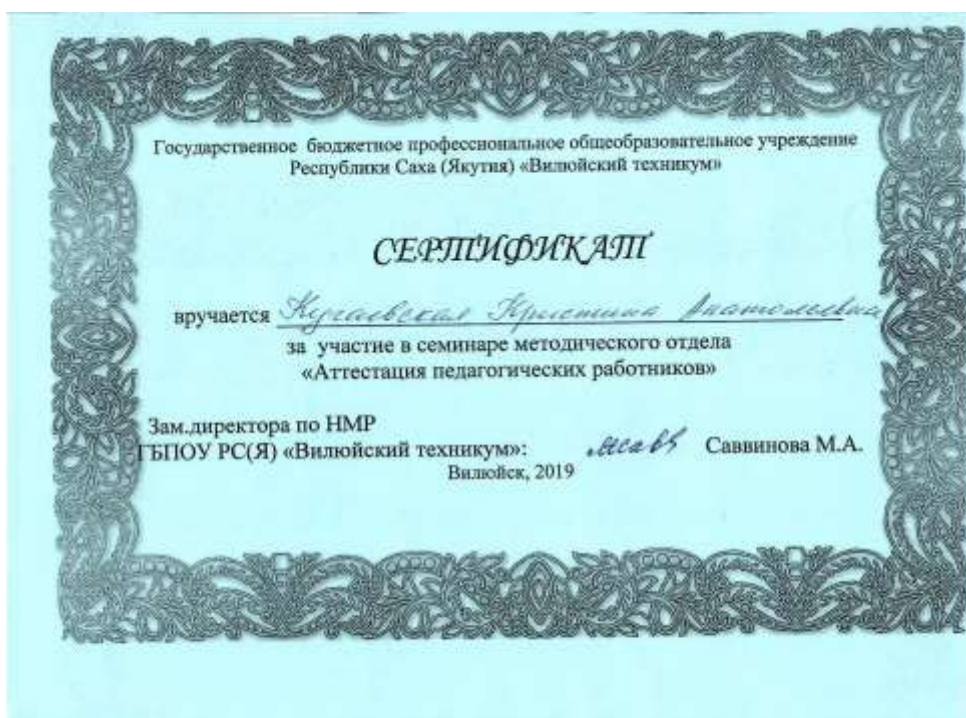 Государственное бюджетное профессиональное общеобразовательное учреждение
Республики Саха (Якутия) «Вилюйский техникум»
СЕРТИФИКАТ
вручается Кугаевская Кристина Анатольевна
за участие в семинаре методического отдела
«Аттестация педагогических работников»
Зам.директора по НМР
ГБПОУ РС(Я) «Вилюйский техникум»: Саввинова М.А.
Вилюйск, 2019